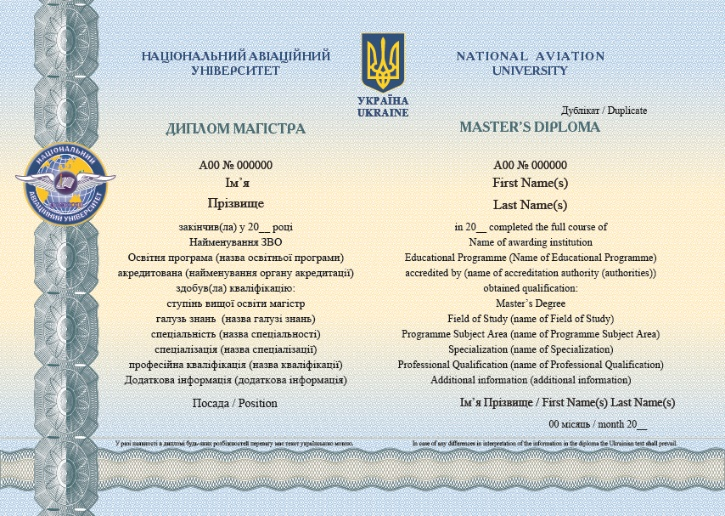 НАЦІОНАЛЬНИЙ АВІАЦІЙНИЙ
УНІВЕРСИТЕТ
УКРАЇНА
UKRAINE
NATIONAL AVIATION
UNIVERSITY
Дублікат / Duplicate
ДИПЛОМ МАГІСТРА
MASTER'S DIPLOMA
НАЦІОНАЛЬНИЙ
АВІАЦІЙНИЙ УНІВЕРСИТЕТ
А00 № 000000
Ім'я
Прізвище
закінчив(ла) у 20__ році
Найменування ЗВО
Освітня програма (назва освітньої програми)
акредитована (найменування органу акредитації)
здобув(ла) кваліфікацію:
ступінь вищої освіти магістр
галузь знань (назва галузі знань)
спеціальність (назва спеціальності)
спеціалізація (назва спеціалізації)
професійна кваліфікація (назва кваліфікації)
Додаткова інформація (додаткова інформація)
Посада / Position
У разі наявності в дипломі будь-яких розбіжностей перевагу має текст українською мовою.
А00 № 000000
First Name(s)
Last Name(s)
in 20__ completed the full course of
Name of awarding institution
Educational Programme (Name of Educational Programme)
accredited by (name of accreditation authority (authorities))
obtained qualification:
Master's Degree
Field of Study (name of Field of Study)
Programme Subject Area (name of Programme Subject Area)
Specialization (name of Specialization)
Professional Qualification (name of Professional Qualification)
Additional information (additional information)
Ім'я Прізвище / First Name(s) Last Name(s)
00 місяць / month 20__
In case of any differences in interpretation of the information in the diploma the Ukrainian text shall prevail.